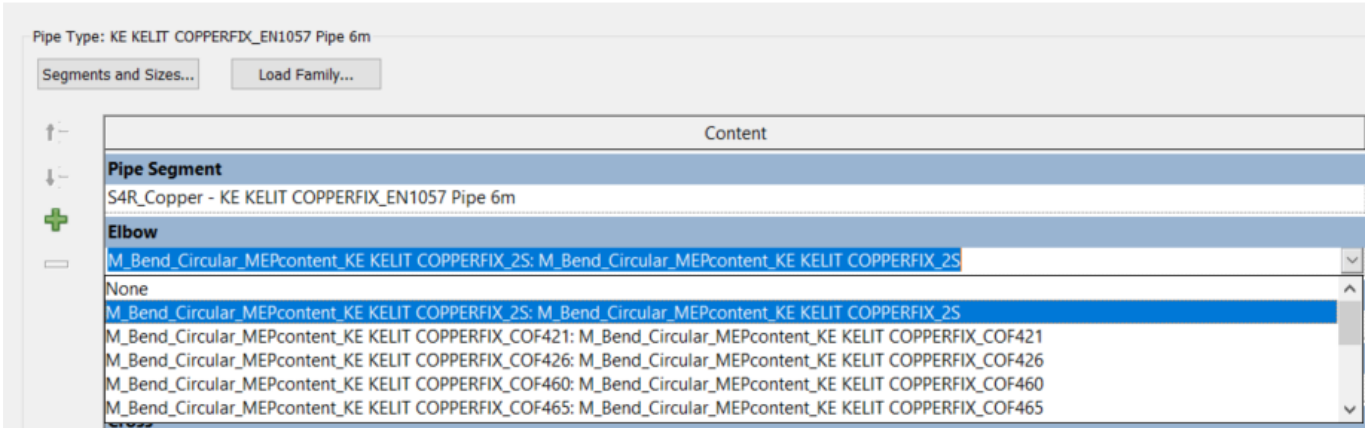 Pipe Type: KE KELIT COPPERFIX_EN1057 Pipe 6m
Segments and Sizes... Load Family...
Content
Pipe Segment
S4R_Copper - KE KELIT COPPERFIX_EN1057 Pipe 6m
Elbow
M_Bend_Circular_MEPcontent_KE KELIT COPPERFIX_2S: M_Bend_Circular_MEPcontent_KE KELIT COPPERFIX_2S
None
M_Bend_Circular_MEPcontent_KE KELIT COPPERFIX_2S: M_Bend_Circular_MEPcontent_KE KELIT COPPERFIX_2S
M_Bend_Circular_MEPcontent_KE KELIT COPPERFIX_COF421: M_Bend_Circular_MEPcontent_KE KELIT COPPERFIX_COF421
M_Bend_Circular_MEPcontent_KE KELIT COPPERFIX_COF426: M_Bend_Circular_MEPcontent_KE KELIT COPPERFIX_COF426
M_Bend_Circular_MEPcontent_KE KELIT COPPERFIX_COF460: M_Bend_Circular_MEPcontent_KE KELIT COPPERFIX_COF460
M_Bend_Circular_MEPcontent_KE KELIT COPPERFIX_COF465: M_Bend_Circular_MEPcontent_KE KELIT COPPERFIX_COF465
Cross